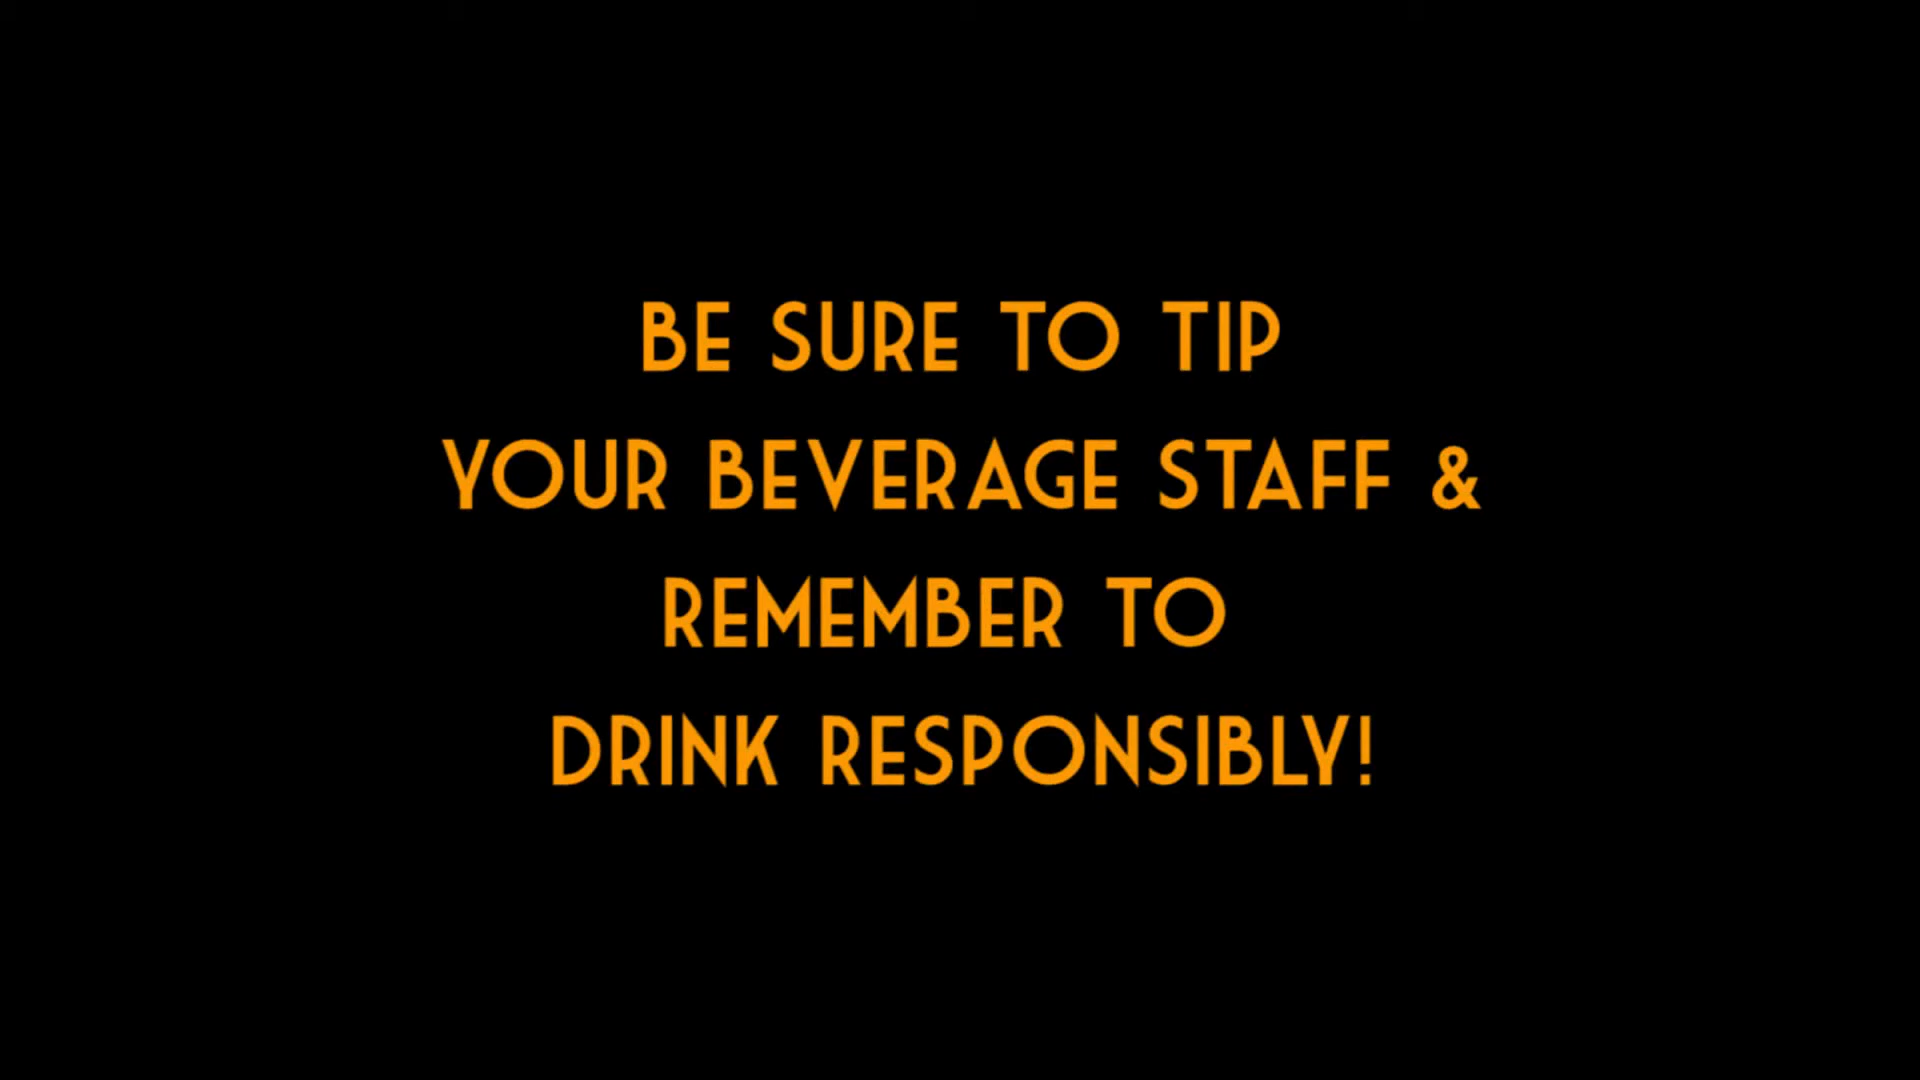 BE SURE TO TIP
YOUR BEVERAGE STAFF &
REMEMBER TO
DRINK RESPONSIBLY!